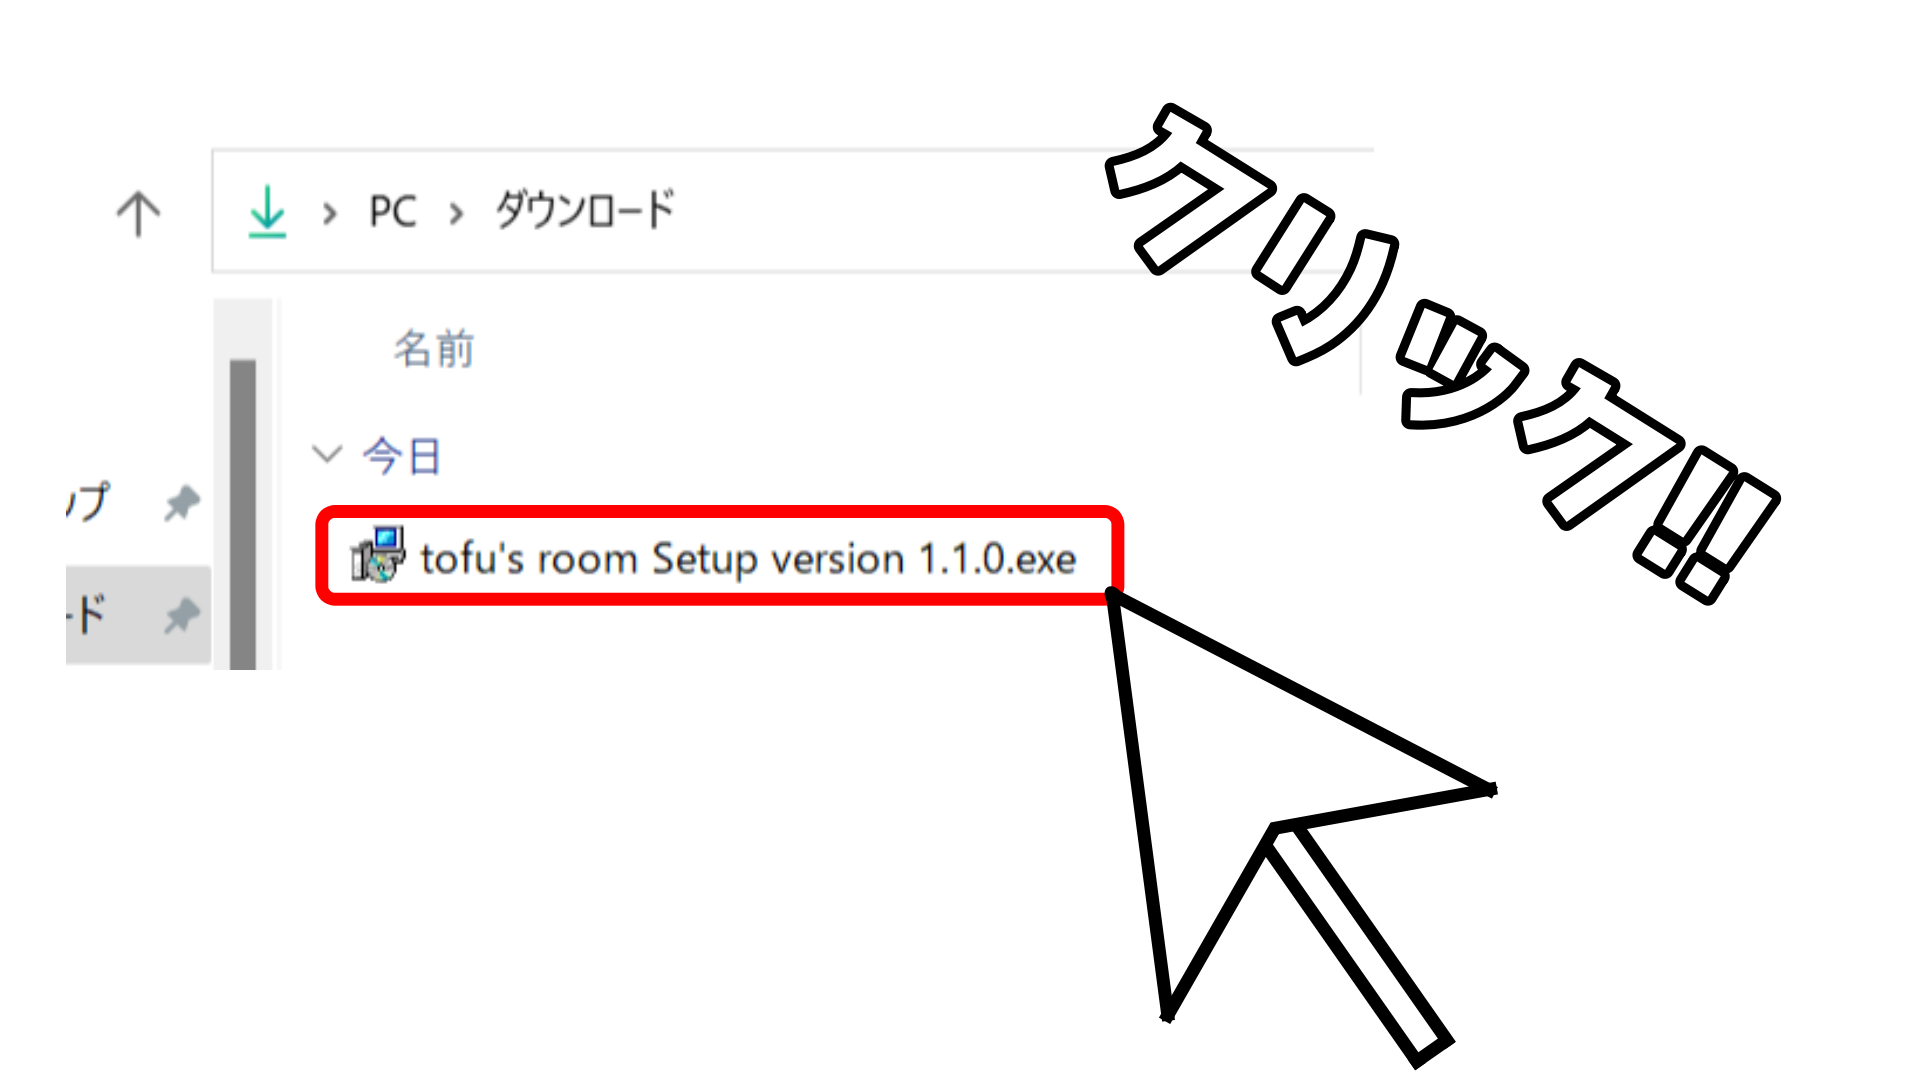 PC ダウンロード
クリック!!
名前
今日
ップ
tofu's room Setup version 1.1.0.exe
ード